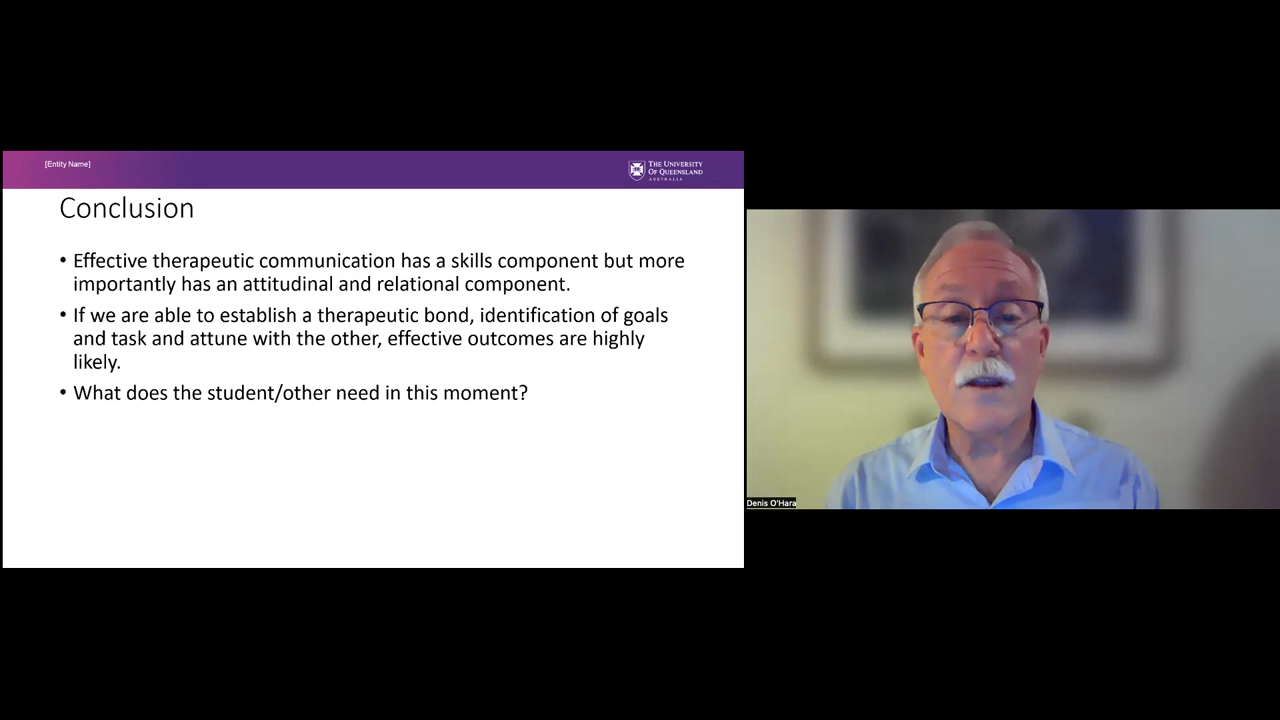 [Entity Name]
THE UNIVERSITY
OF QUEENSLAND
AUSTRALIA
Conclusion
• Effective therapeutic communication has a skills component but more
importantly has an attitudinal and relational component.
• If we are able to establish a therapeutic bond, identification of goals
and task and attune with the other, effective outcomes are highly
likely.
• What does the student/other need in this moment?
Denis O'Hara